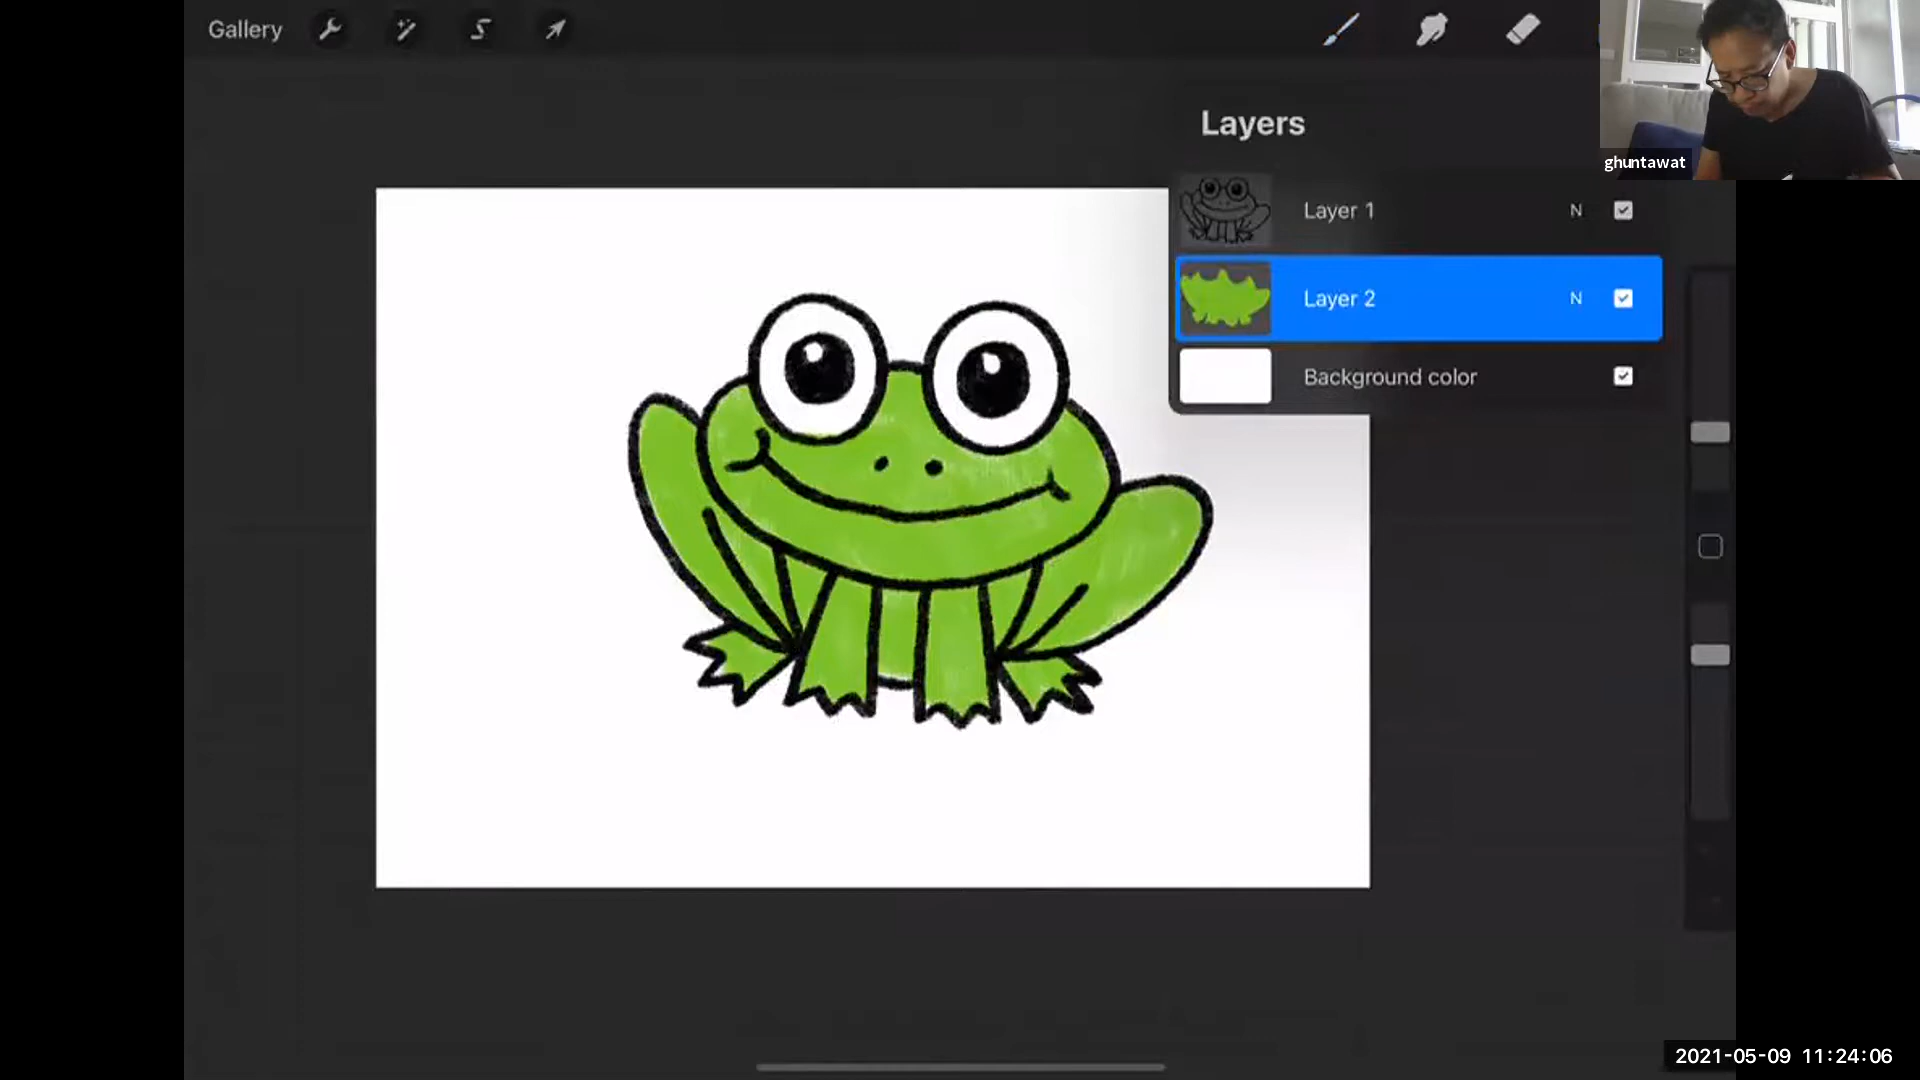 Gallery
Layers
ghuntawat
Layer 1 N
Layer 2 N
Background color
2021-05-09 11:24:06